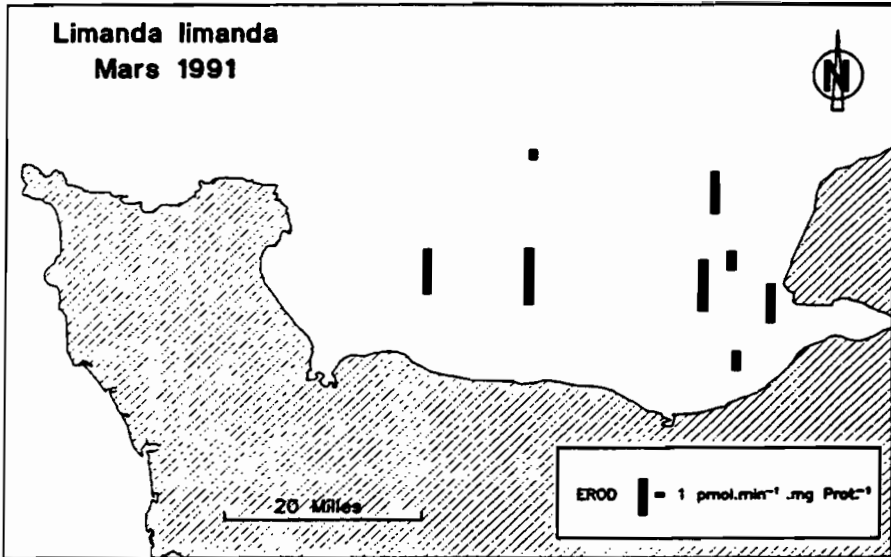 Limanda limanda
Mars 1991
N
20 Milles
EROD = 1 pmol.min⁻¹ .mg Prot.⁻¹